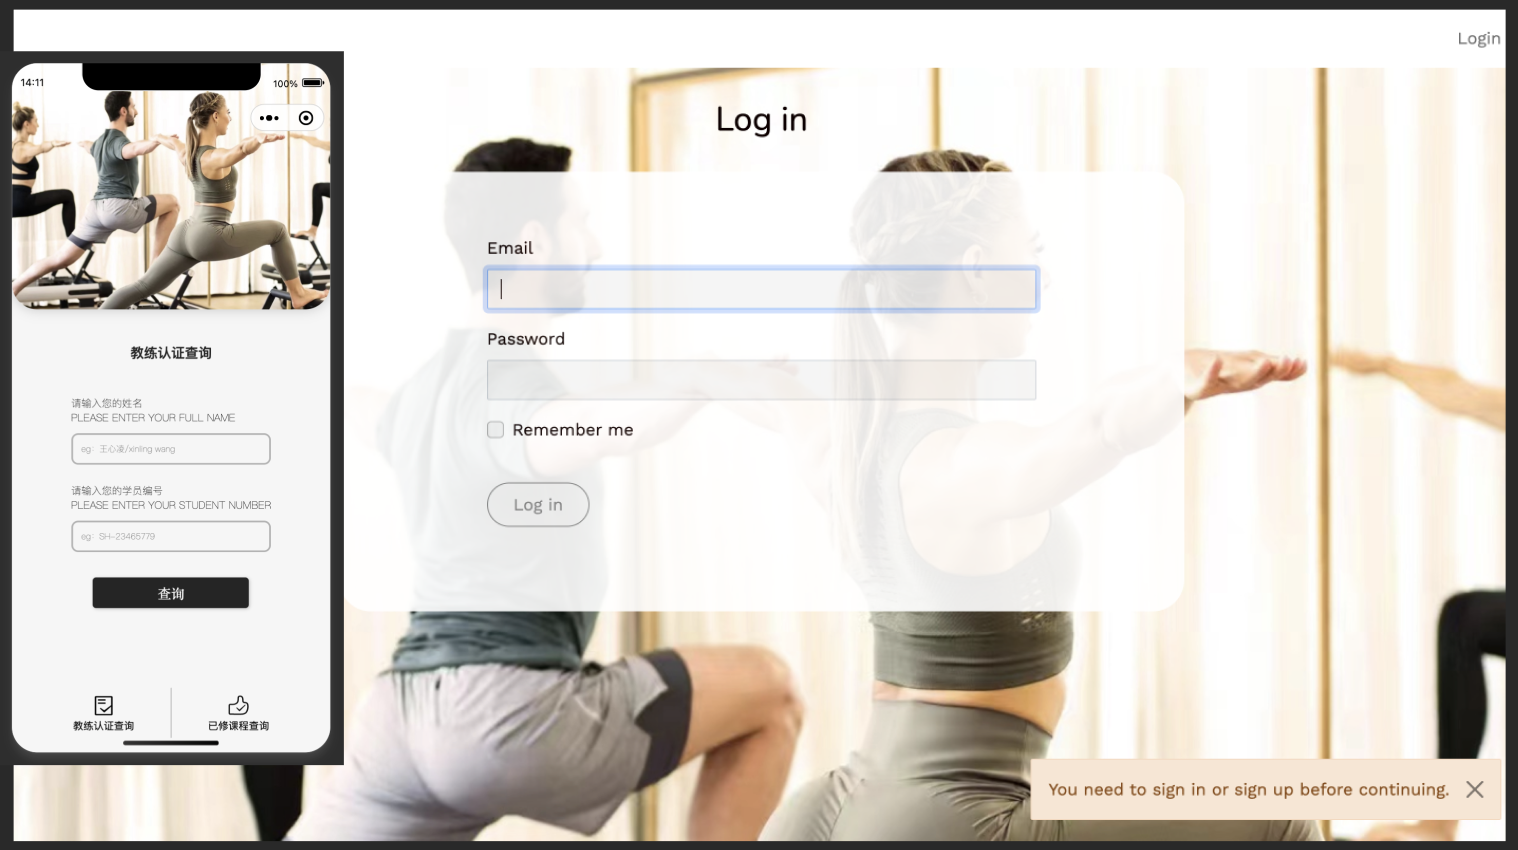 Login
14:11
100%
教练认证查询
请输入您的姓名
PLEASE ENTER YOUR FULL NAME
eg: 王心凌/xinling wang
请输入您的学员编号
PLEASE ENTER YOUR STUDENT NUMBER
eg: SH-23465779
查询
教练认证查询
已修课程查询
Log in
Email
Password
Remember me
Log in
You need to sign in or sign up before continuing.